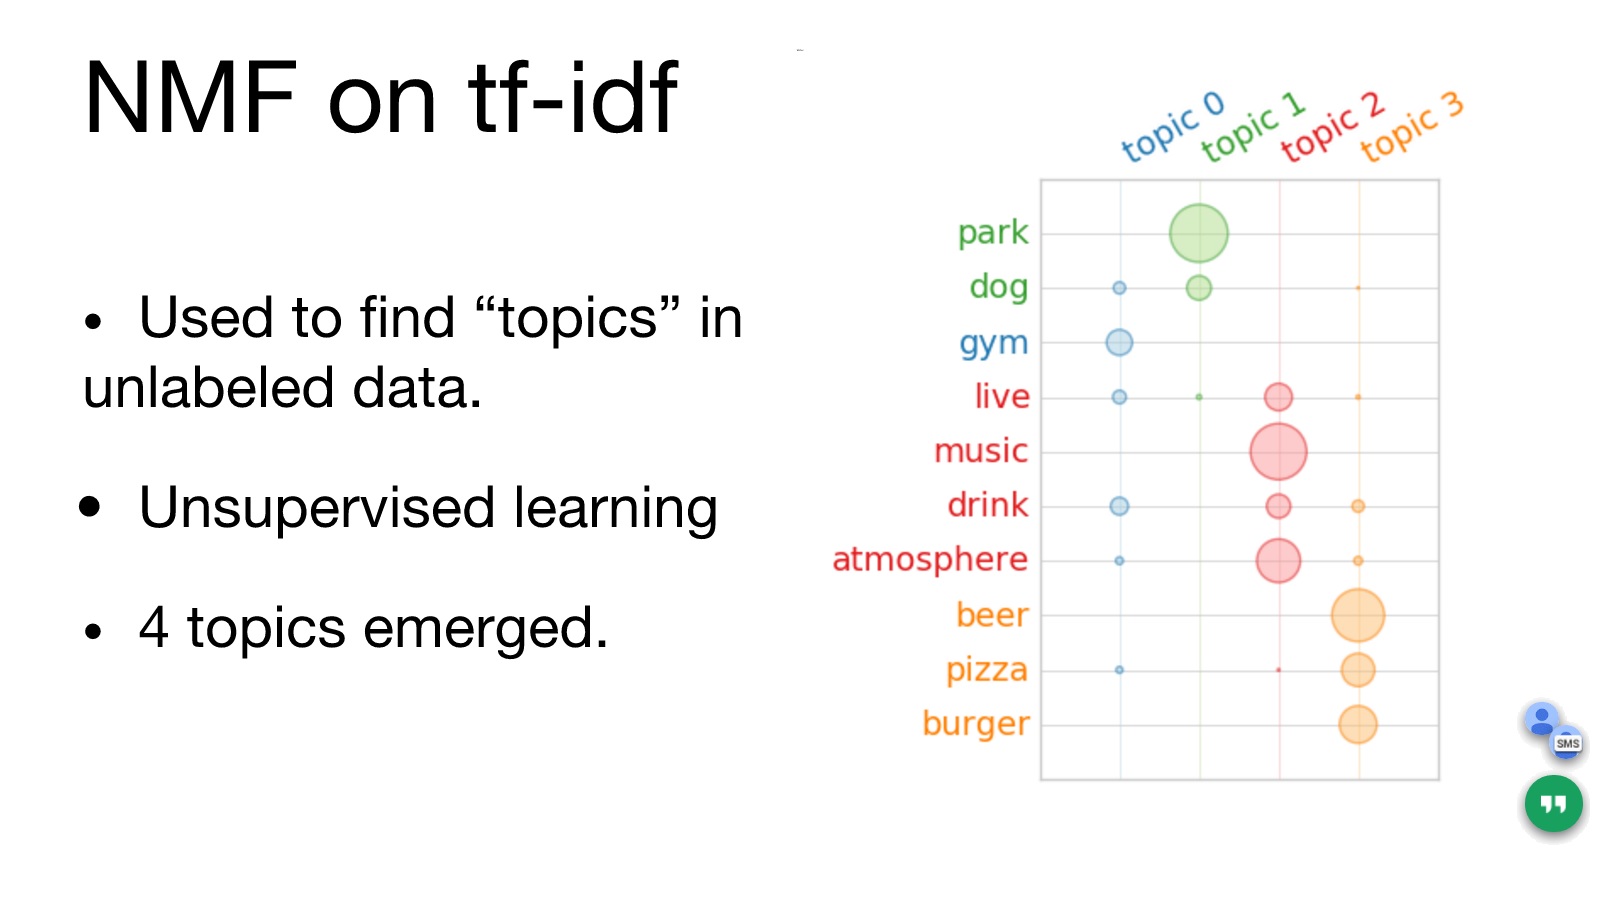 NMF on tf-idf
• Used to find “topics” in
unlabeled data.
• Unsupervised learning
• 4 topics emerged.
topic 0
topic 1
topic 2
topic 3
park
dog
gym
live
music
drink
atmosphere
beer
pizza
burger
SMS